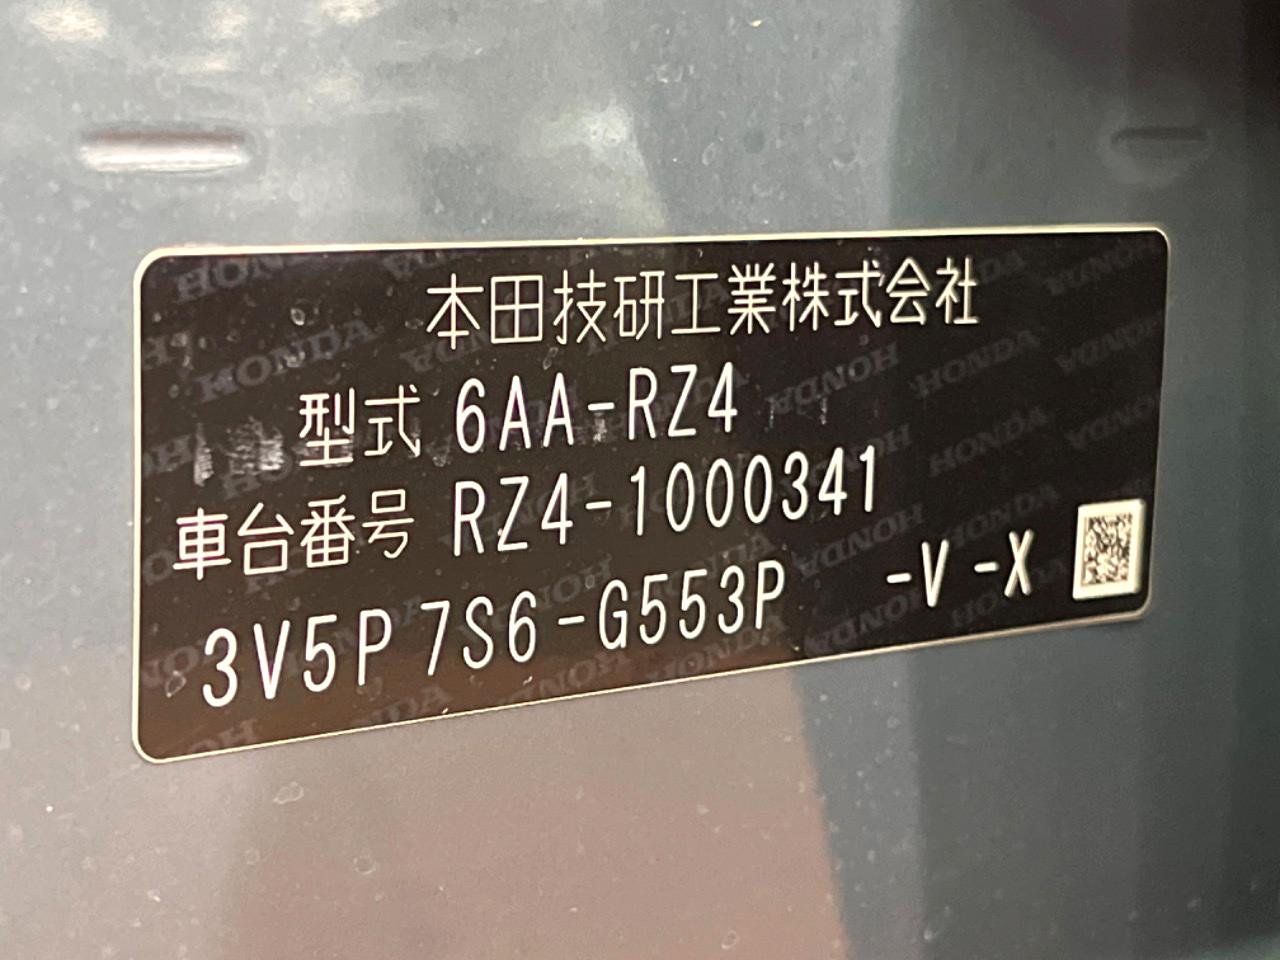 本田技研工業株式会社
型式 6AA-RZ4
車台番号 RZ4-1000341
3V5P 7S6-G553P -V -X